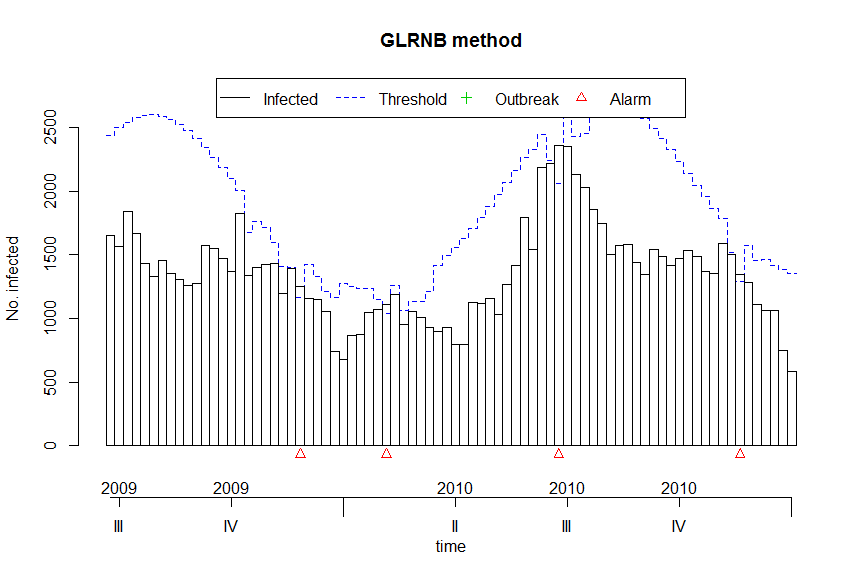 GLRNB method
Infected Threshold Outbreak Alarm
2500
2000
1500
1000
500
0
No. infected
2009 2009 2010 2010 2010
III IV II III IV
time